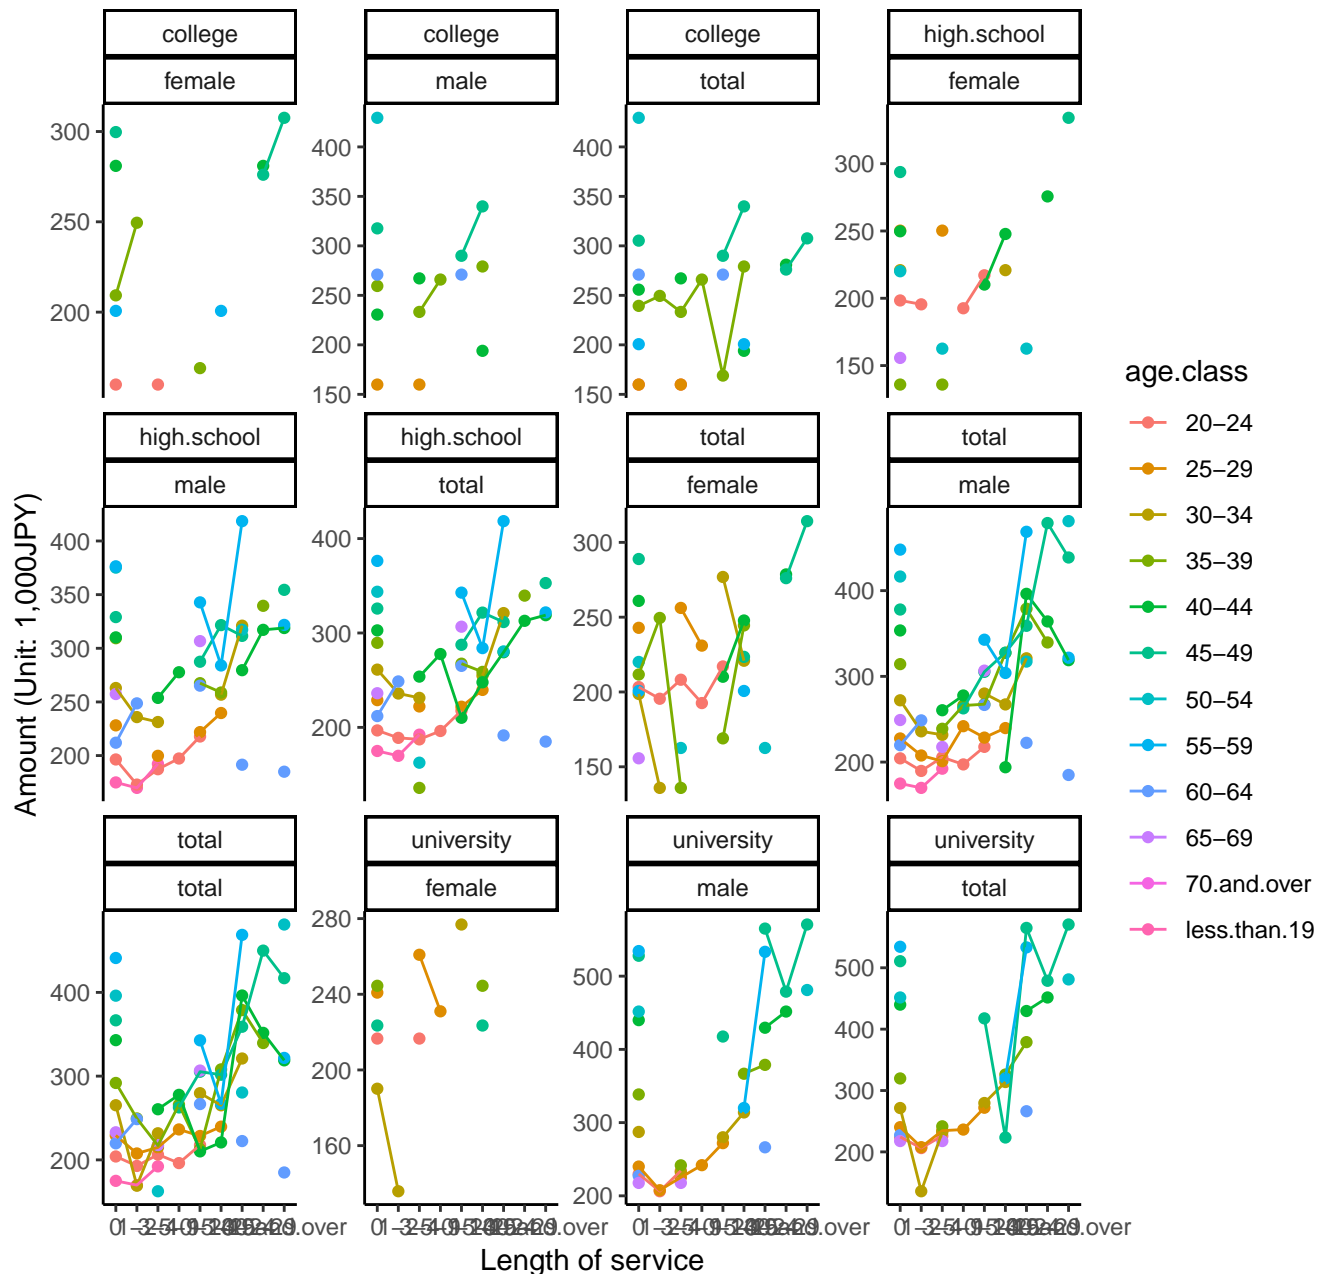 college
college
college
high.school
female
male
total
female
300
250
200
400
350
300
250
200
150
400
350
300
250
200
150
300
250
200
150
high.school
high.school
total
total
male
total
female
male
400
350
300
250
200
400
300
200
300
250
200
150
400
300
200
total
university
university
university
total
female
male
total
400
300
200
280
240
200
160
500
400
300
200
500
400
300
200
Length of service
Amount (Unit: 1,000JPY)
age.class
20−24
25−29
30−34
35−39
40−44
45−49
50−54
55−59
60−64
65−69
70.and.over
less.than.19